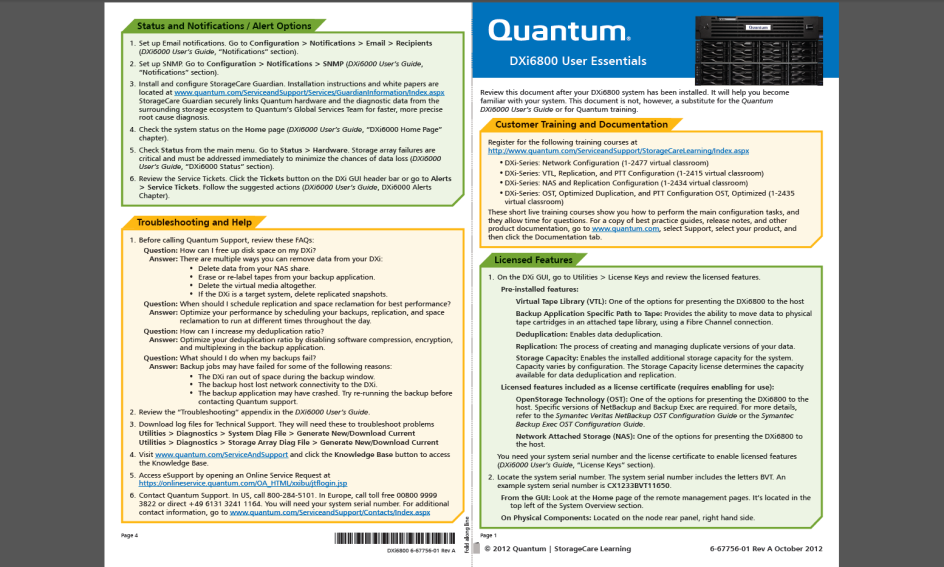 Status and Notifications / Alert Options
1. Set up Email notifications. Go to Configuration > Notifications > Email > Recipients
(DXi6000 User's Guide, "Notifications" section).
2. Set up SNMP. Go to Configuration > Notifications > SNMP (DXi6000 User's Guide,
"Notifications" section).
3. Install and configure StorageCare Guardian. Installation instructions and white papers are
located at www.quantum.com/ServiceandSupport/Services/GuardianInformation/Index.aspx
StorageCare Guardian securely links Quantum hardware and the diagnostic data from the
surrounding storage ecosystem to Quantum's Global Services Team for faster, more precise
root cause diagnosis.
4. Check the system status on the Home page (DXi6000 User's Guide, "DXi6000 Home Page"
chapter).
5. Check Status from the main menu. Go to Status > Hardware. Storage array failures are
critical and must be addressed immediately to minimize the chances of data loss (DXi6000
User's Guide, "DXi6000 Status" section).
6. Review the Service Tickets. Click the Tickets button on the DXi GUI header bar or go to Alerts
> Service Tickets. Follow the suggested actions (DXi6000 User's Guide, DXi6000 Alerts
Chapter).
Troubleshooting and Help
1. Before calling Quantum Support, review these FAQs:
Question: How can I free up disk space on my DXi?
Answer: There are multiple ways you can remove data from your DXi:
• Delete data from your NAS share.
• Erase or re-label tapes from your backup application.
• Delete the virtual media altogether.
• If the DXi is a target system, delete replicated snapshots.
Question: When should I schedule replication and space reclamation for best performance?
Answer: Optimize your performance by scheduling your backups, replication, and space
reclamation to run at different times throughout the day.
Question: How can I increase my deduplication ratio?
Answer: Optimize your deduplication ratio by disabling software compression, encryption,
and multiplexing in the backup application.
Question: What should I do when my backups fail?
Answer: Backup jobs may have failed for some of the following reasons:
• The DXi ran out of space during the backup window.
• The backup host lost network connectivity to the DXi.
• The backup application may have crashed. Try re-running the backup before
contacting Quantum support.
2. Review the "Troubleshooting" appendix in the DXi6000 User's Guide.
3. Download log files for Technical Support. They will need these to troubleshoot problems
Utilities > Diagnostics > System Diag File > Generate New/Download Current
Utilities > Diagnostics > Storage Array Diag File > Generate New/Download Current
4. Visit www.quantum.com/ServiceAndSupport and click the Knowledge Base button to access
the Knowledge Base.
5. Access eSupport by opening an Online Service Request at
https://onlineservice.quantum.com/OA_HTML/xxibu/jtflogin.jsp
6. Contact Quantum Support. In US, call 800-284-5101. In Europe, call toll free 00800 9999
3822 or direct +49 6131 3241 1164. You will need your system serial number. For additional
contact information, go to www.quantum.com/ServiceandSupport/Contacts/Index.aspx
Page 4
DXi6800 6-67756-01 Rev A
Fold along line
Quantum.
DXi6800 User Essentials
Quantum
Review this document after your DXi6800 system has been installed. It will help you become
familiar with your system. This document is not, however, a substitute for the Quantum
DXi6000 User's Guide or for Quantum training.
Customer Training and Documentation
Register for the following training courses at
http://www.quantum.com/ServiceandSupport/StorageCareLearning/Index.aspx
• DXi-Series: Network Configuration (1-2477 virtual classroom)
• DXi-Series: VTL, Replication, and PTT Configuration (1-2415 virtual classroom)
• DXi-Series: NAS and Replication Configuration (1-2434 virtual classroom)
• DXi-Series: OST, Optimized Duplication, and PTT Configuration OST, Optimized (1-2435
virtual classroom)
These short live training courses show you how to perform the main configuration tasks, and
they allow time for questions. For a copy of best practice guides, release notes, and other
product documentation, go to www.quantum.com, select Support, select your product, and
then click the Documentation tab.
Licensed Features
1. On the DXi GUI, go to Utilities > License Keys and review the licensed features.
Pre-installed features:
Virtual Tape Library (VTL): One of the options for presenting the DXi6800 to the host
Backup Application Specific Path to Tape: Provides the ability to move data to physical
tape cartridges in an attached tape library, using a Fibre Channel connection.
Deduplication: Enables data deduplication.
Replication: The process of creating and managing duplicate versions of your data.
Storage Capacity: Enables the installed additional storage capacity for the system.
Capacity varies by configuration. The Storage Capacity license determines the capacity
available for data deduplication and replication.
Licensed features included as a license certificate (requires enabling for use):
OpenStorage Technology (OST): One of the options for presenting the DXi6800 to the
host. Specific versions of NetBackup and Backup Exec are required. For more details,
refer to the Symantec Veritas NetBackup OST Configuration Guide or the Symantec
Backup Exec OST Configuration Guide.
Network Attached Storage (NAS): One of the options for presenting the DXi6800 to
the host.
You need your system serial number and the license certificate to enable licensed features
(DXi6000 User's Guide, "License Keys" section).
2. Locate the system serial number. The system serial number includes the letters BVT. An
example system serial number is CX1233BVT11650.
From the GUI: Look at the Home page of the remote management pages. It's located in the
top left of the System Overview section.
On Physical Components: Located on the node rear panel, right hand side.
Page 1
© 2012 Quantum | StorageCare Learning
6-67756-01 Rev A October 2012